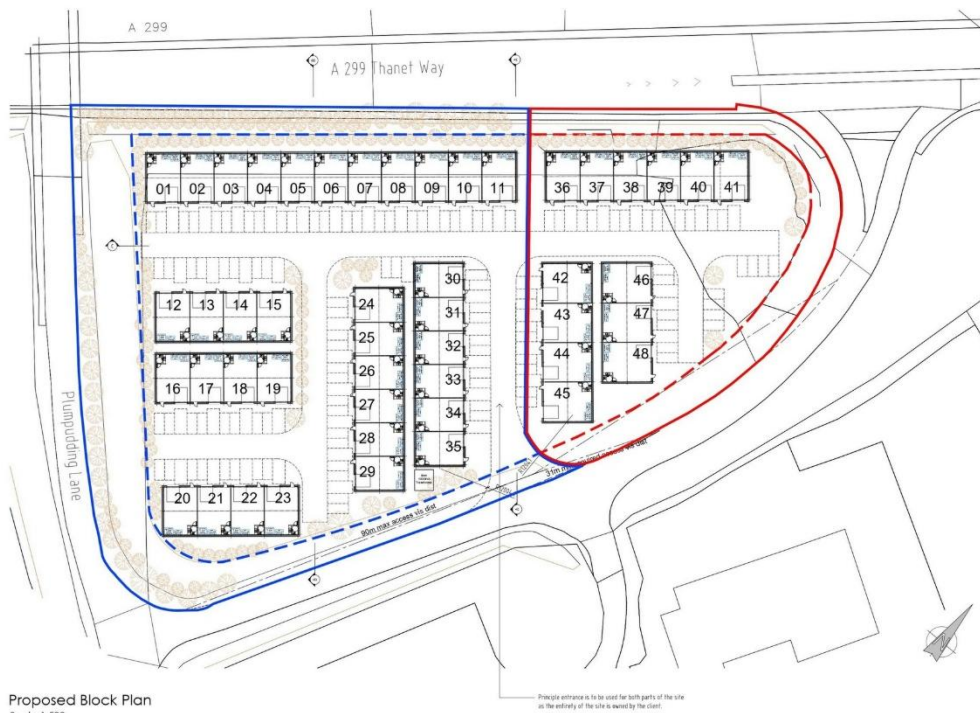 A 299
A 299 Thanet Way
01 02 03 04 05 06 07 08 09 10 11
36 37 38 39 40 41
12 13 14 15
16 17 18 19
20 21 22 23
24
25
26
27
28
29
30
31
32
33
34
35
42
43
44
45
46
47
48
Plumpudding Lane
90m max access vis dist
Proposed Block Plan
Principle entrance is to be used for both parts of the site
as the entirety of the site is owned by the client.